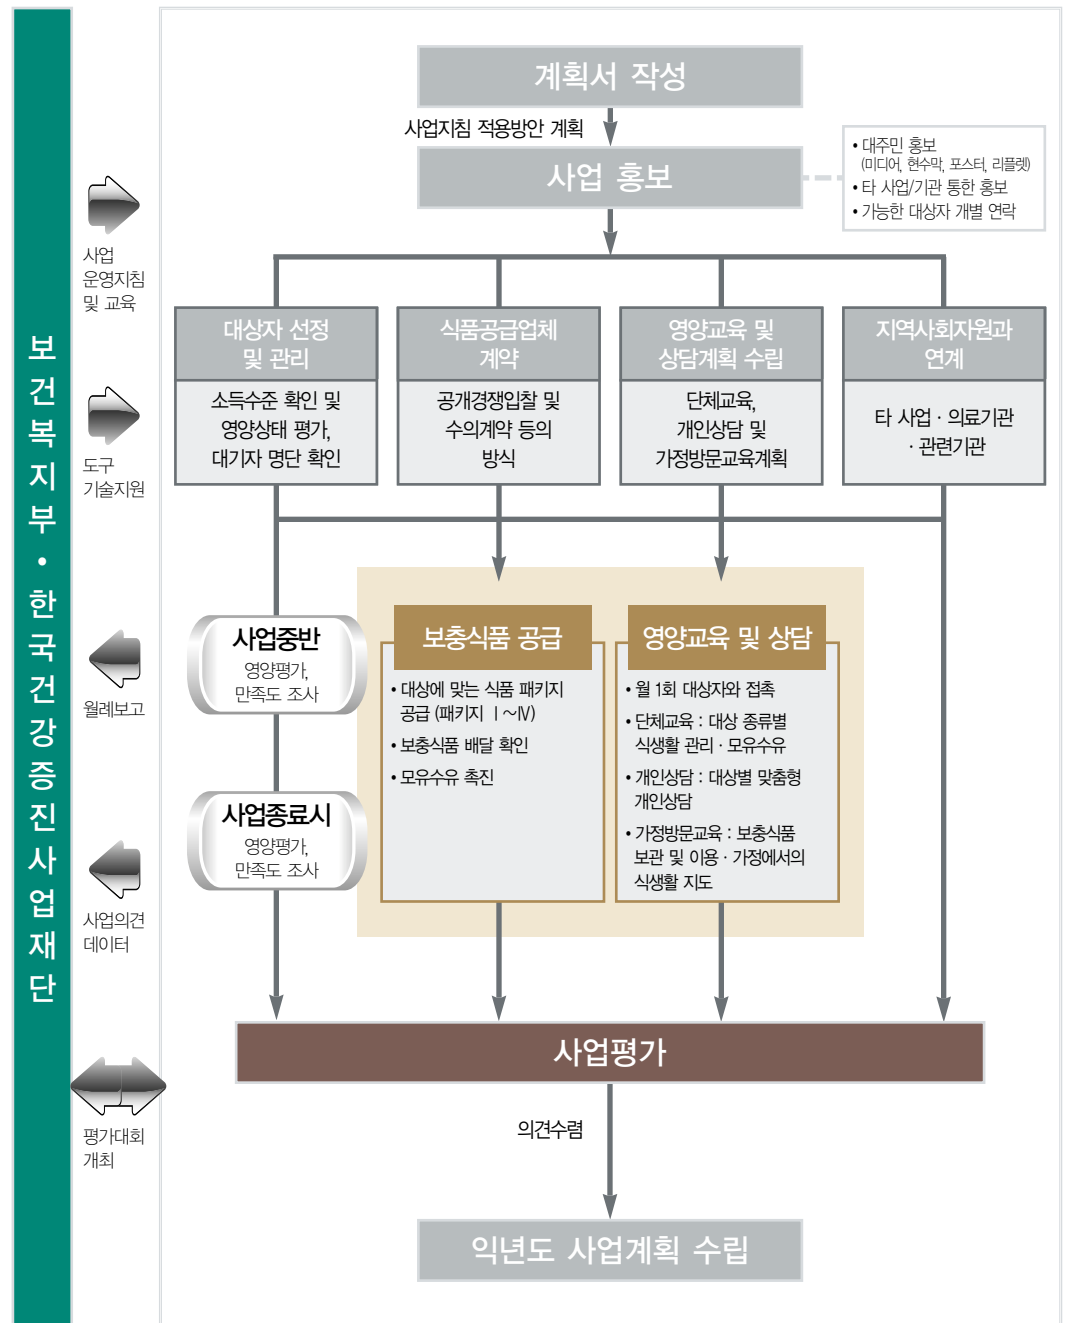 보건복지부·한국건강증진사업재단
사업
운영지침
및 교육
도구
기술지원
월례보고
사업의견
데이터
평가대회
개최
계획서 작성
사업지침 적용방안 계획
사업 홍보
• 대주민 홍보
(미디어, 현수막, 포스터, 리플렛)
• 타 사업/기관 통한 홍보
• 가능한 대상자 개별 연락
대상자 선정
및 관리
소득수준 확인 및
영양상태 평가,
대기자 명단 확인
식품공급업체
계약
공개경쟁입찰 및
수의계약 등의
방식
영양교육 및
상담계획 수립
단체교육,
개인상담 및
가정방문교육계획
지역사회자원과
연계
타 사업 · 의료기관
· 관련기관
사업중반
영양평가,
만족도 조사
사업종료시
영양평가,
만족도 조사
보충식품 공급
• 대상에 맞는 식품 패키지
공급 (패키지 Ⅰ～Ⅳ)
• 보충식품 배달 확인
• 모유수유 촉진
영양교육 및 상담
• 월 1회 대상자와 접촉
• 단체교육 : 대상 종류별
식생활 관리 · 모유수유
• 개인상담 : 대상별 맞춤형
개인상담
• 가정방문교육 : 보충식품
보관 및 이용 · 가정에서의
식생활 지도
사업평가
의견수렴
익년도 사업계획 수립